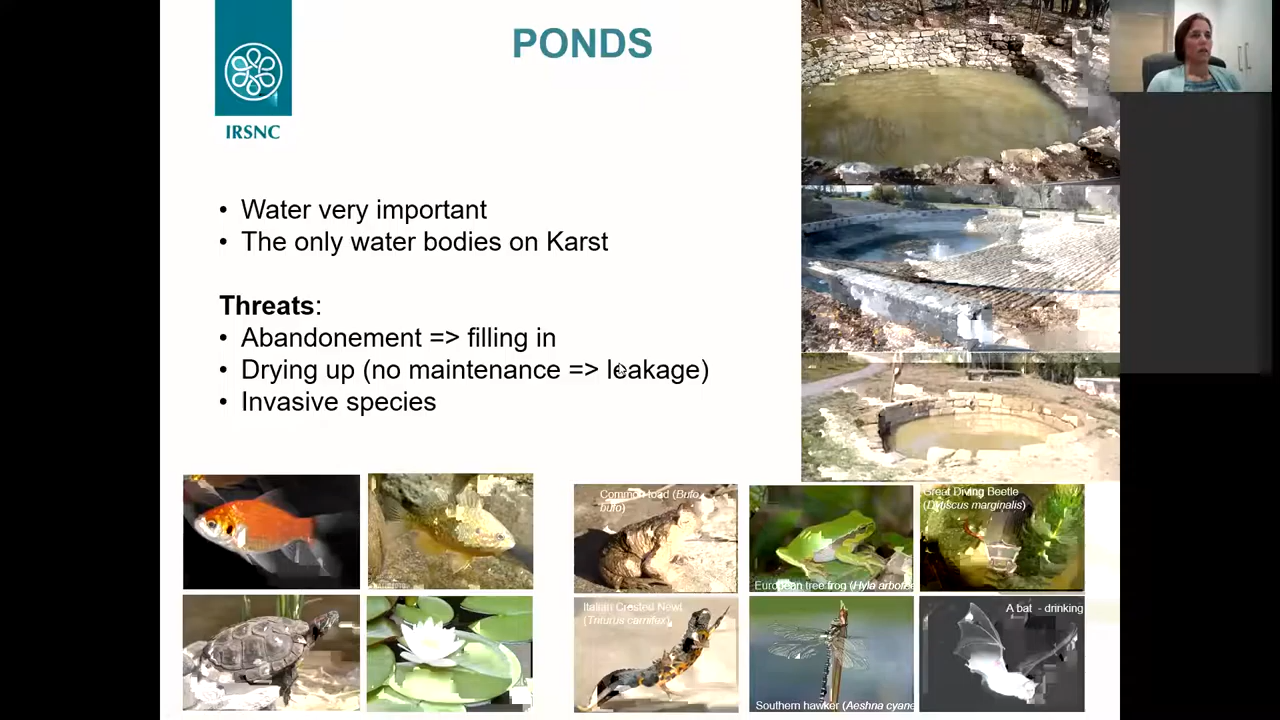 PONDS
IRSNC
• Water very important
• The only water bodies on Karst
Threats:
• Abandonement => filling in
• Drying up (no maintenance => leakage)
• Invasive species
Common toad (Bufo
bufo)
European tree frog (Hyla arborea
Great Diving Beetle
(Dytiscus marginalis)
Italian Crested Newt
(Triturus carnifex)
Southern hawker (Aeshna cyane
A bat - drinking